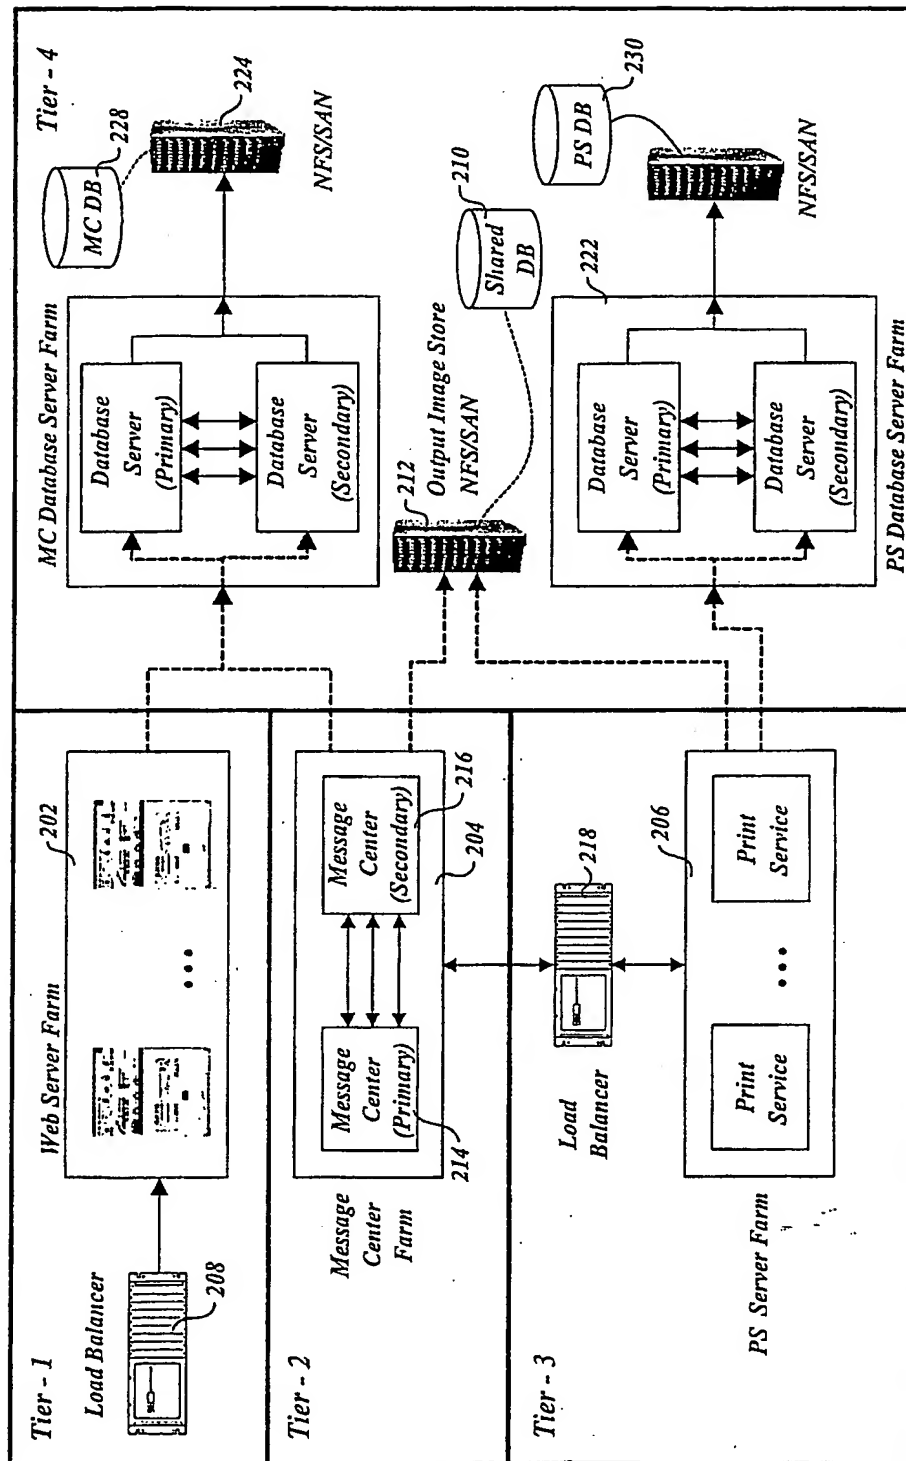 Tier - 1
Load Balancer
208
Web Server Farm
202
Tier - 2
Message
Center
Farm
Message
Center
(Primary)
214
Message
Center
(Secondary)
216
204
Tier - 3
Load
Balancer
218
PS Server Farm
206
Print
Service
Print
Service
Tier - 4
MC Database Server Farm
Database
Server
(Primary)
Database
Server
(Secondary)
MC DB
228
224
NFS/SAN
212
Output Image Store
NFS/SAN
Shared
DB
210
222
Database
Server
(Primary)
Database
Server
(Secondary)
PS Database Server Farm
PS DB
230
NFS/SAN